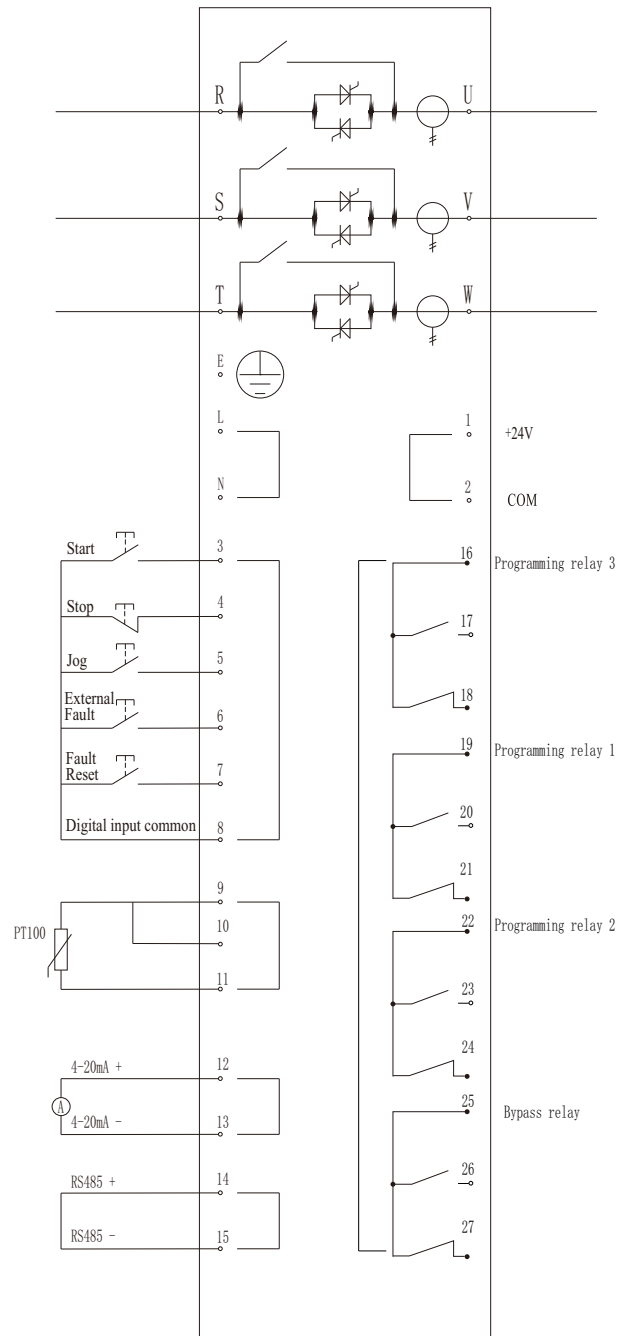 R U
S V
T W
E
L
1
+24V
N
2
COM
Start
3
16
Programming relay 3
Stop
4
17
Jog
5
18
External
Fault
6
19
Programming relay 1
Fault
Reset
7
20
Digital input common
8
21
9
22
Programming relay 2
PT100
10
11
23
24
4-20mA +
12
25
Bypass relay
A
4-20mA -
13
RS485 +
14
26
RS485 -
15
27